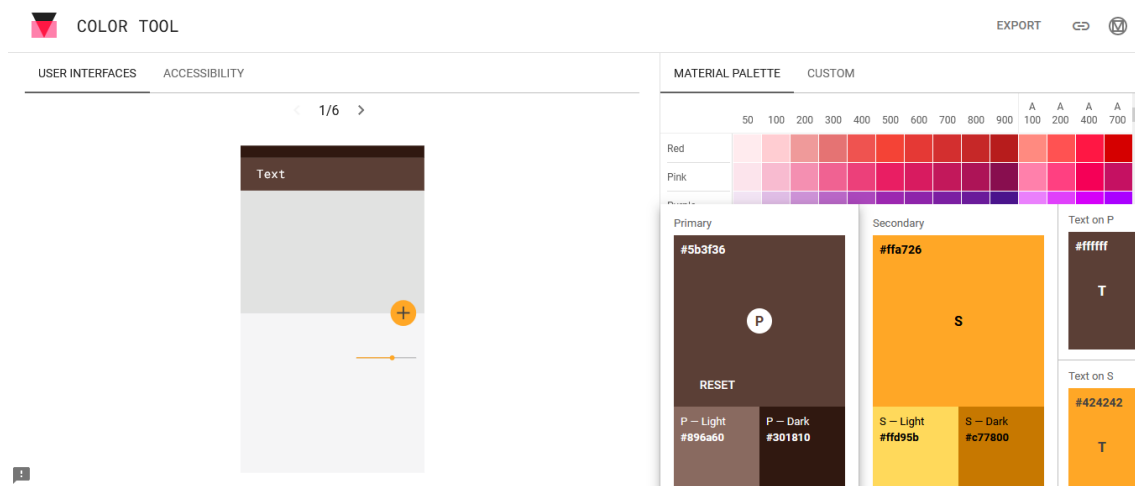 COLOR TOOL
EXPORT
USER INTERFACES ACCESSIBILITY
1/6
Text
MATERIAL PALETTE CUSTOM
50 100 200 300 400 500 600 700 800 900 A 100 A 200 A 400 A 700
Red
Pink
Purple
Primary
#5b3f36
P
RESET
P — Light
#896a60
P — Dark
#301810
Secondary
#ffa726
S
S — Light
#ffd95b
S — Dark
#c77800
Text on P
#ffffff
T
Text on S
#424242
T